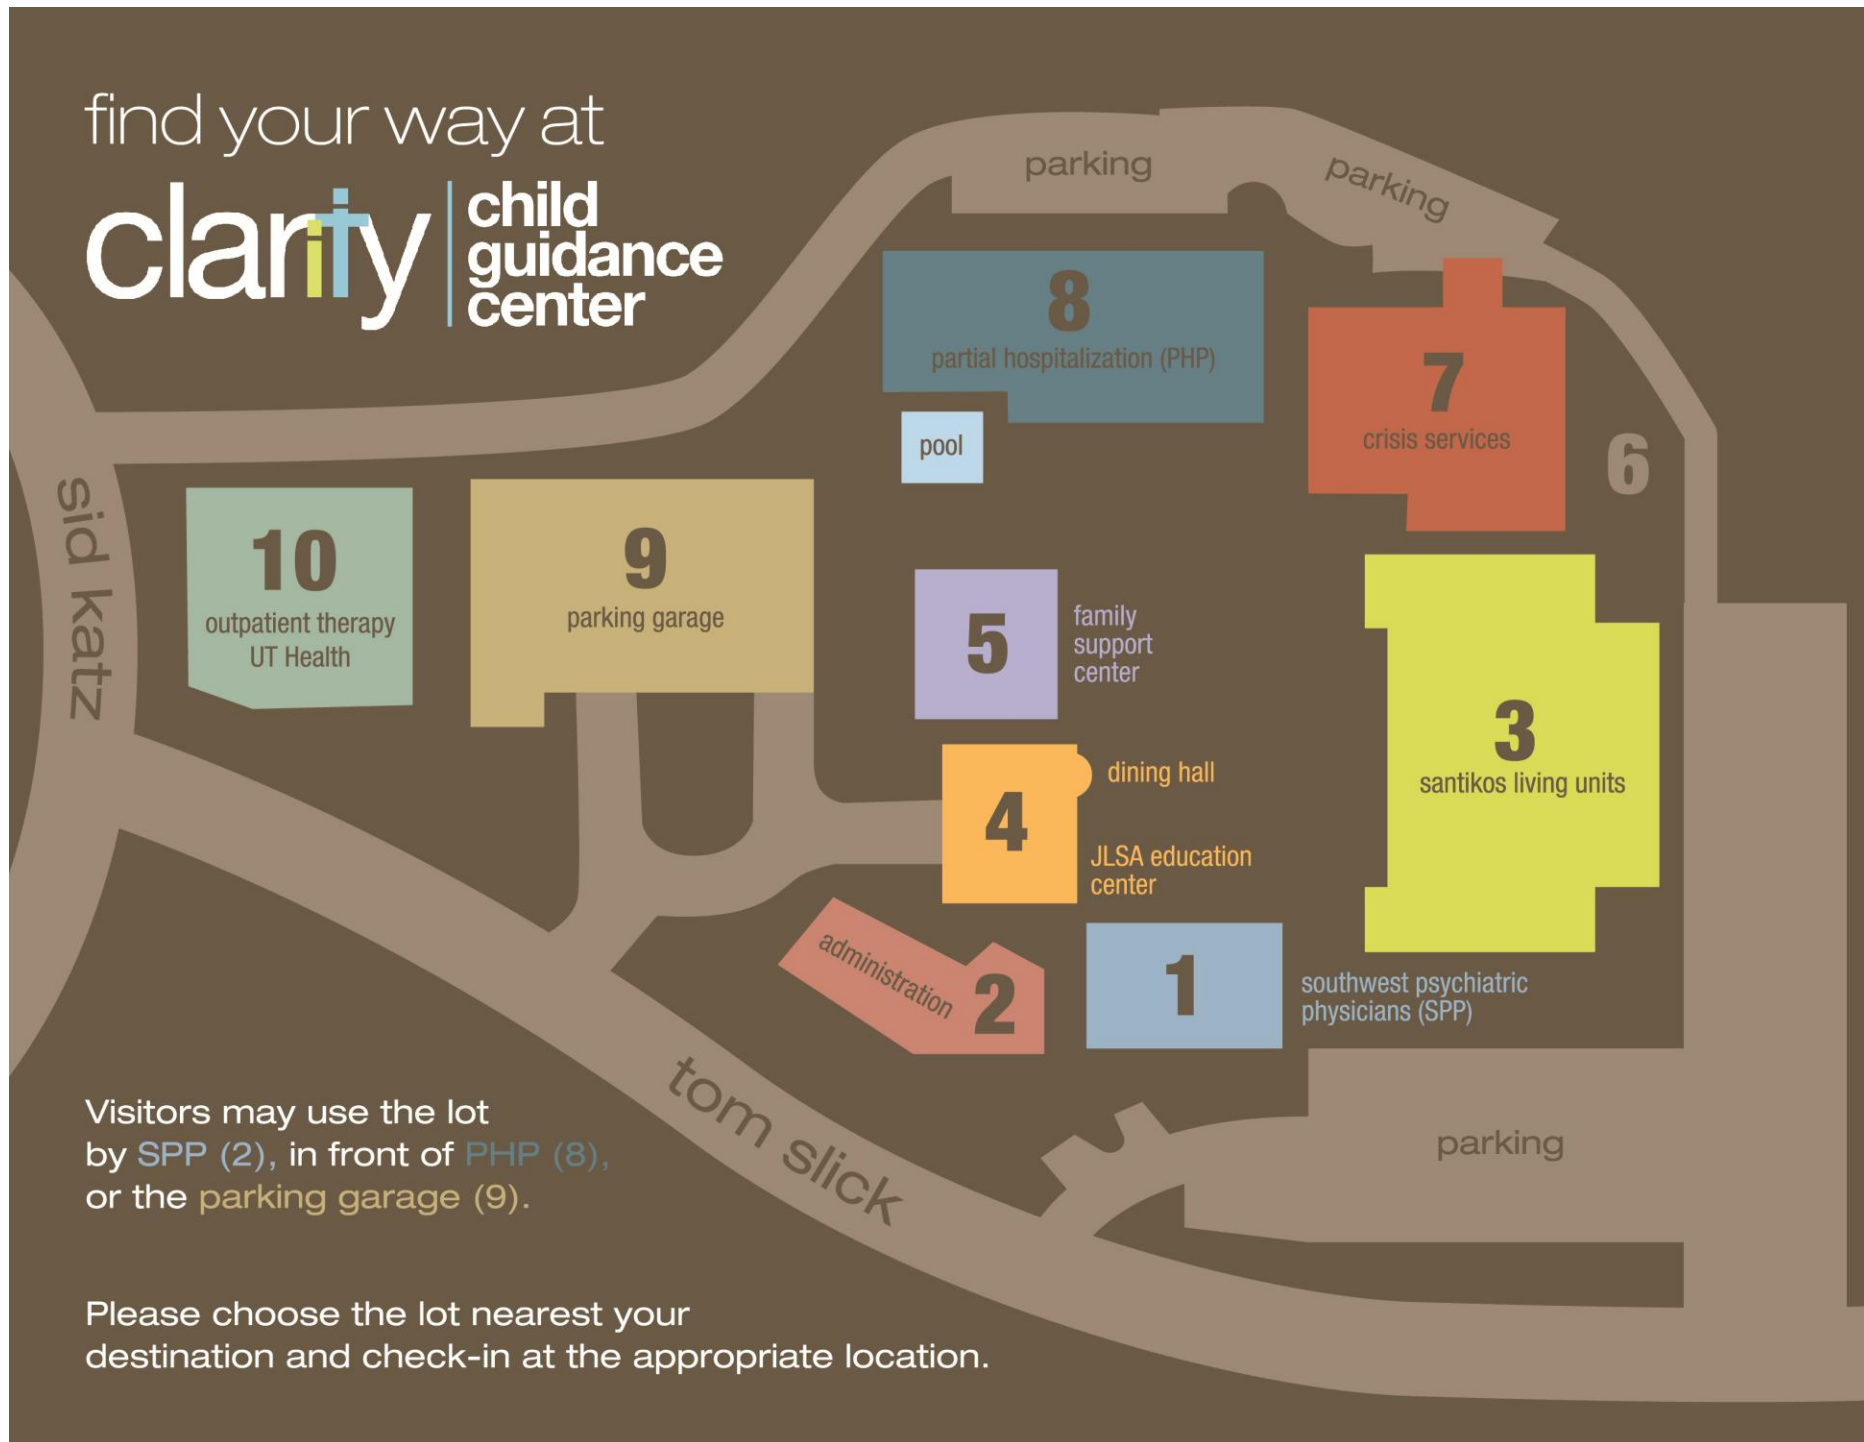 find your way at
clarity
child
guidance
center
parking
parking
8
partial hospitalization (PHP)
7
crisis services
pool
6
sid katz
10
outpatient therapy
UT Health
9
parking garage
5
family
support
center
3
santikos living units
4
dining hall
JLSA education
center
administration
2
1
southwest psychiatric
physicians (SPP)
tom slick
parking
Visitors may use the lot
by SPP (2), in front of PHP (8),
or the parking garage (9).
Please choose the lot nearest your
destination and check-in at the appropriate location.